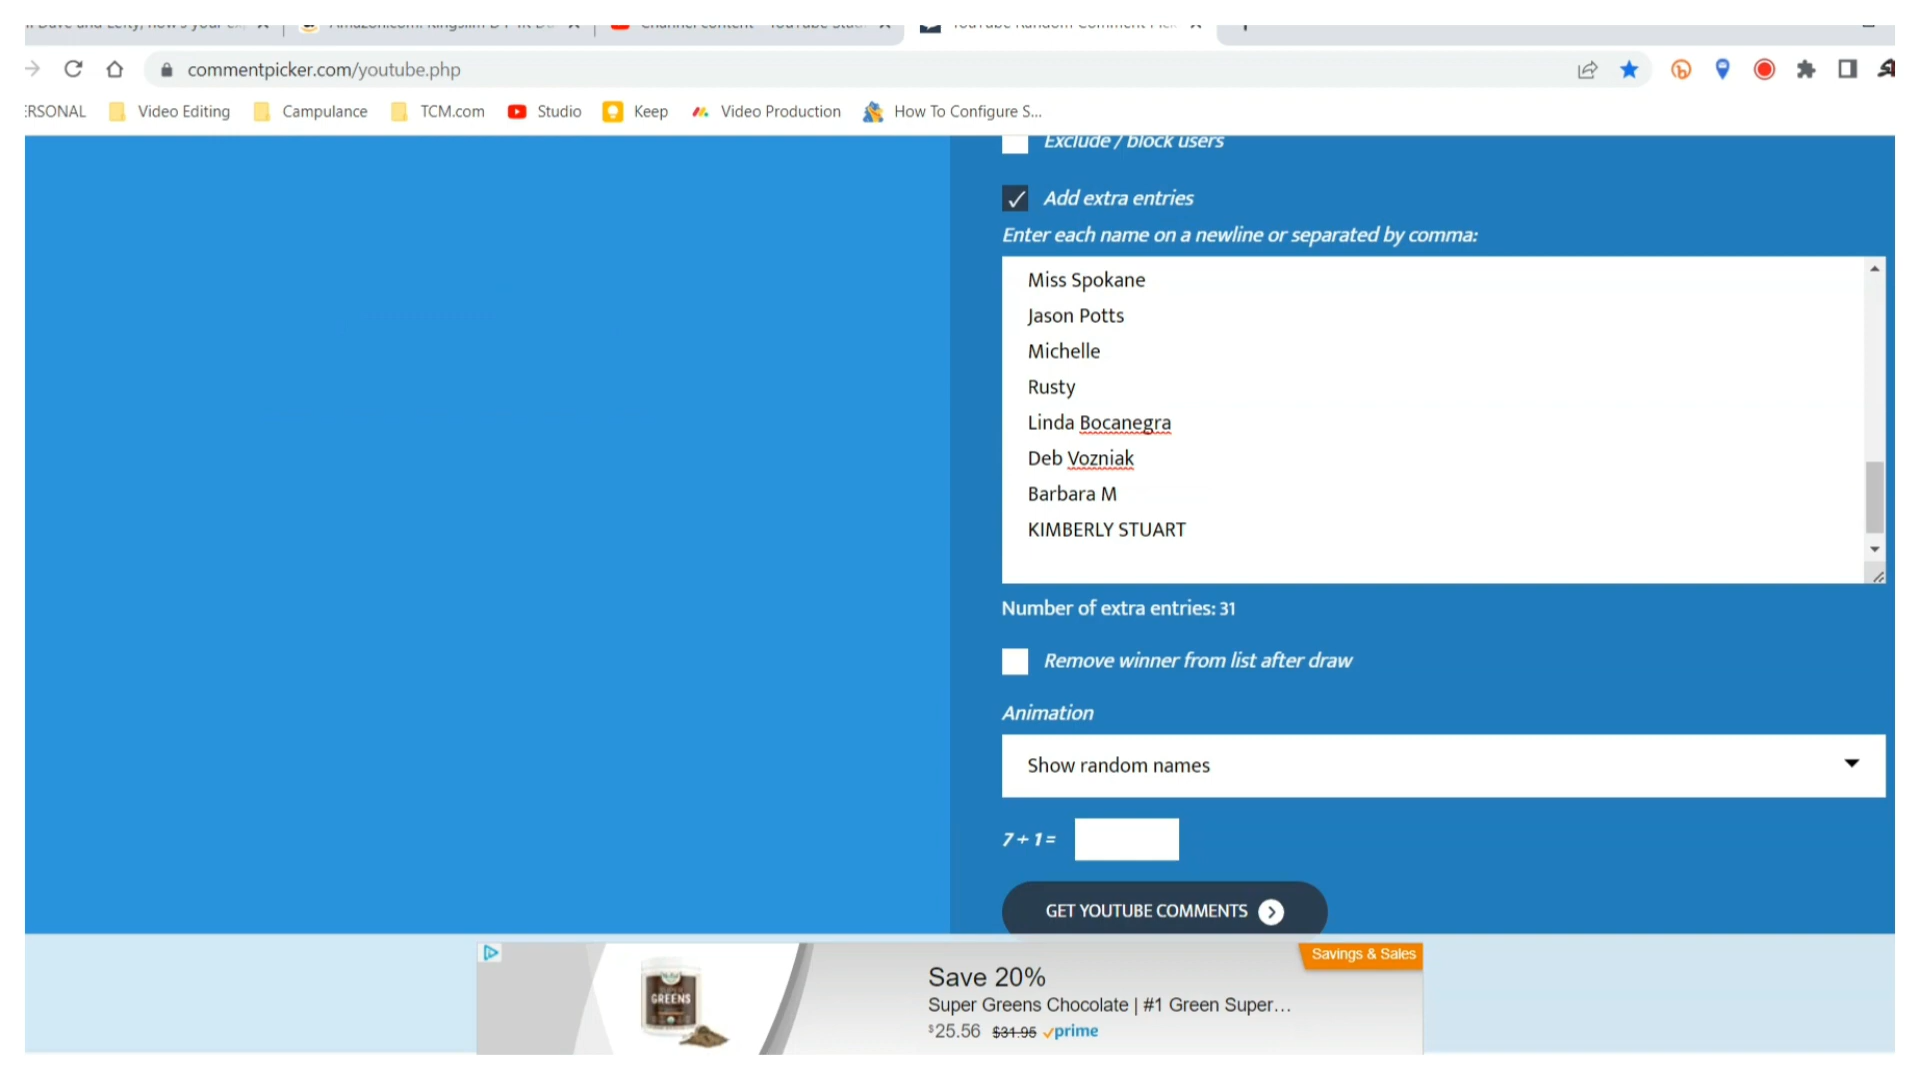 commentpicker.com/youtube.php
ERSONAL Video Editing Campulance TCM.com Studio Keep Video Production How To Configure S...
Exclude / block users
Add extra entries
Enter each name on a newline or separated by comma:
Miss Spokane
Jason Potts
Michelle
Rusty
Linda Bocanegra
Deb Vozniak
Barbara M
KIMBERLY STUART
Number of extra entries: 31
Remove winner from list after draw
Animation
Show random names
7 + 1 =
GET YOUTUBE COMMENTS
Savings & Sales
Save 20%
GREENS
Super Greens Chocolate | #1 Green Super...
$25.56 $31.95 prime